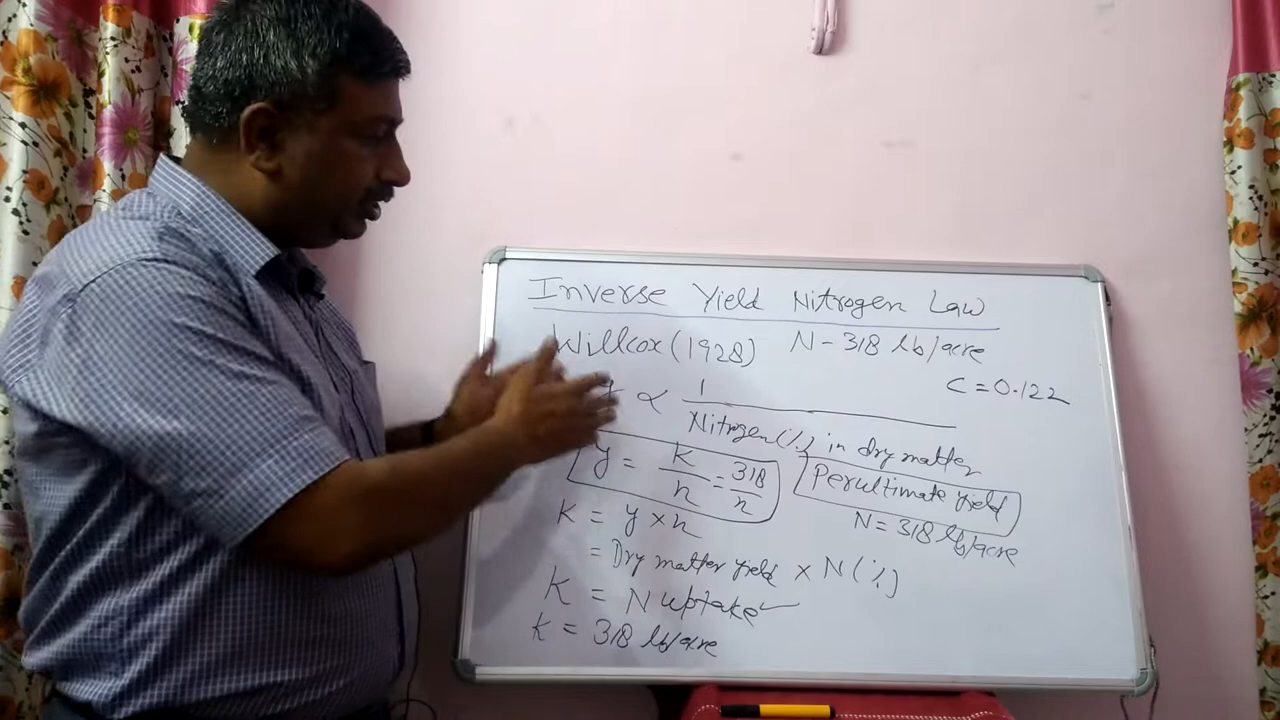 Inverse Yield Nitrogen Law
Willcox (1928) N - 318 lb/acre
C = 0.122
∝ 1 / Nitrogen (%) in dry matter
y = k/n = 318/n
Perultimate yield
N = 318 lb/acre
K = y × n
= Dry matter yield × N (%)
K = N uptake
K = 318 lb/acre